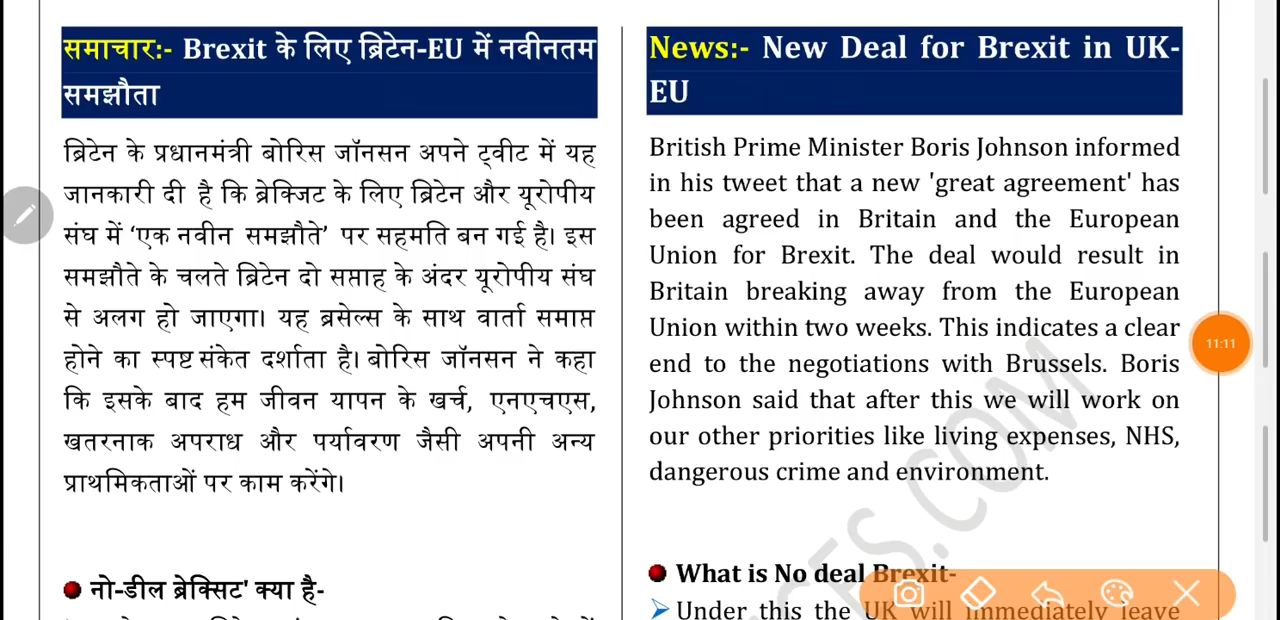 समाचार:- Brexit के लिए ब्रिटेन-EU में नवीनतम
समझौता
ब्रिटेन के प्रधानमंत्री बोरिस जॉनसन अपने ट्वीट में यह
जानकारी दी है कि ब्रेक्जिट के लिए ब्रिटेन और यूरोपीय
संघ में ‘एक नवीन समझौते’ पर सहमति बन गई है। इस
समझौते के चलते ब्रिटेन दो सप्ताह के अंदर यूरोपीय संघ
से अलग हो जाएगा। यह ब्रसेल्स के साथ वार्ता समाप्त
होने का स्पष्ट संकेत दर्शाता है। बोरिस जॉनसन ने कहा
कि इसके बाद हम जीवन यापन के खर्च, एनएचएस,
खतरनाक अपराध और पर्यावरण जैसी अपनी अन्य
प्राथमिकताओं पर काम करेंगे।
नो-डील ब्रेक्सिट' क्या है-
News:- New Deal for Brexit in UK-
EU
British Prime Minister Boris Johnson informed
in his tweet that a new 'great agreement' has
been agreed in Britain and the European
Union for Brexit. The deal would result in
Britain breaking away from the European
Union within two weeks. This indicates a clear
end to the negotiations with Brussels. Boris
Johnson said that after this we will work on
our other priorities like living expenses, NHS,
dangerous crime and environment.
What is No deal Brexit-
Under this the UK will immediately leave
11:11